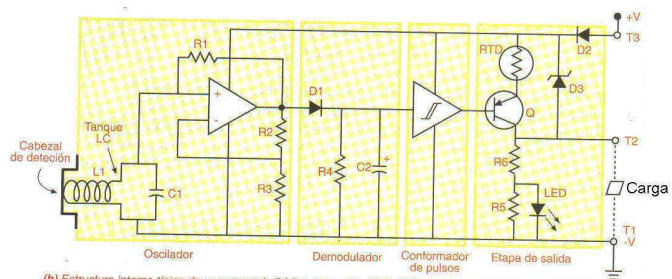 +V
T3
R1
RTD
D2
D1
D3
Q
Tanque
LC
Cabezal
de deteción
L1
C1
R2
R3
R4
C2
+
-
+
R6
R5
LED
T2
Carga
T1
-V
Oscilador
Demodulador
Conformador
de pulsos
Etapa de salida